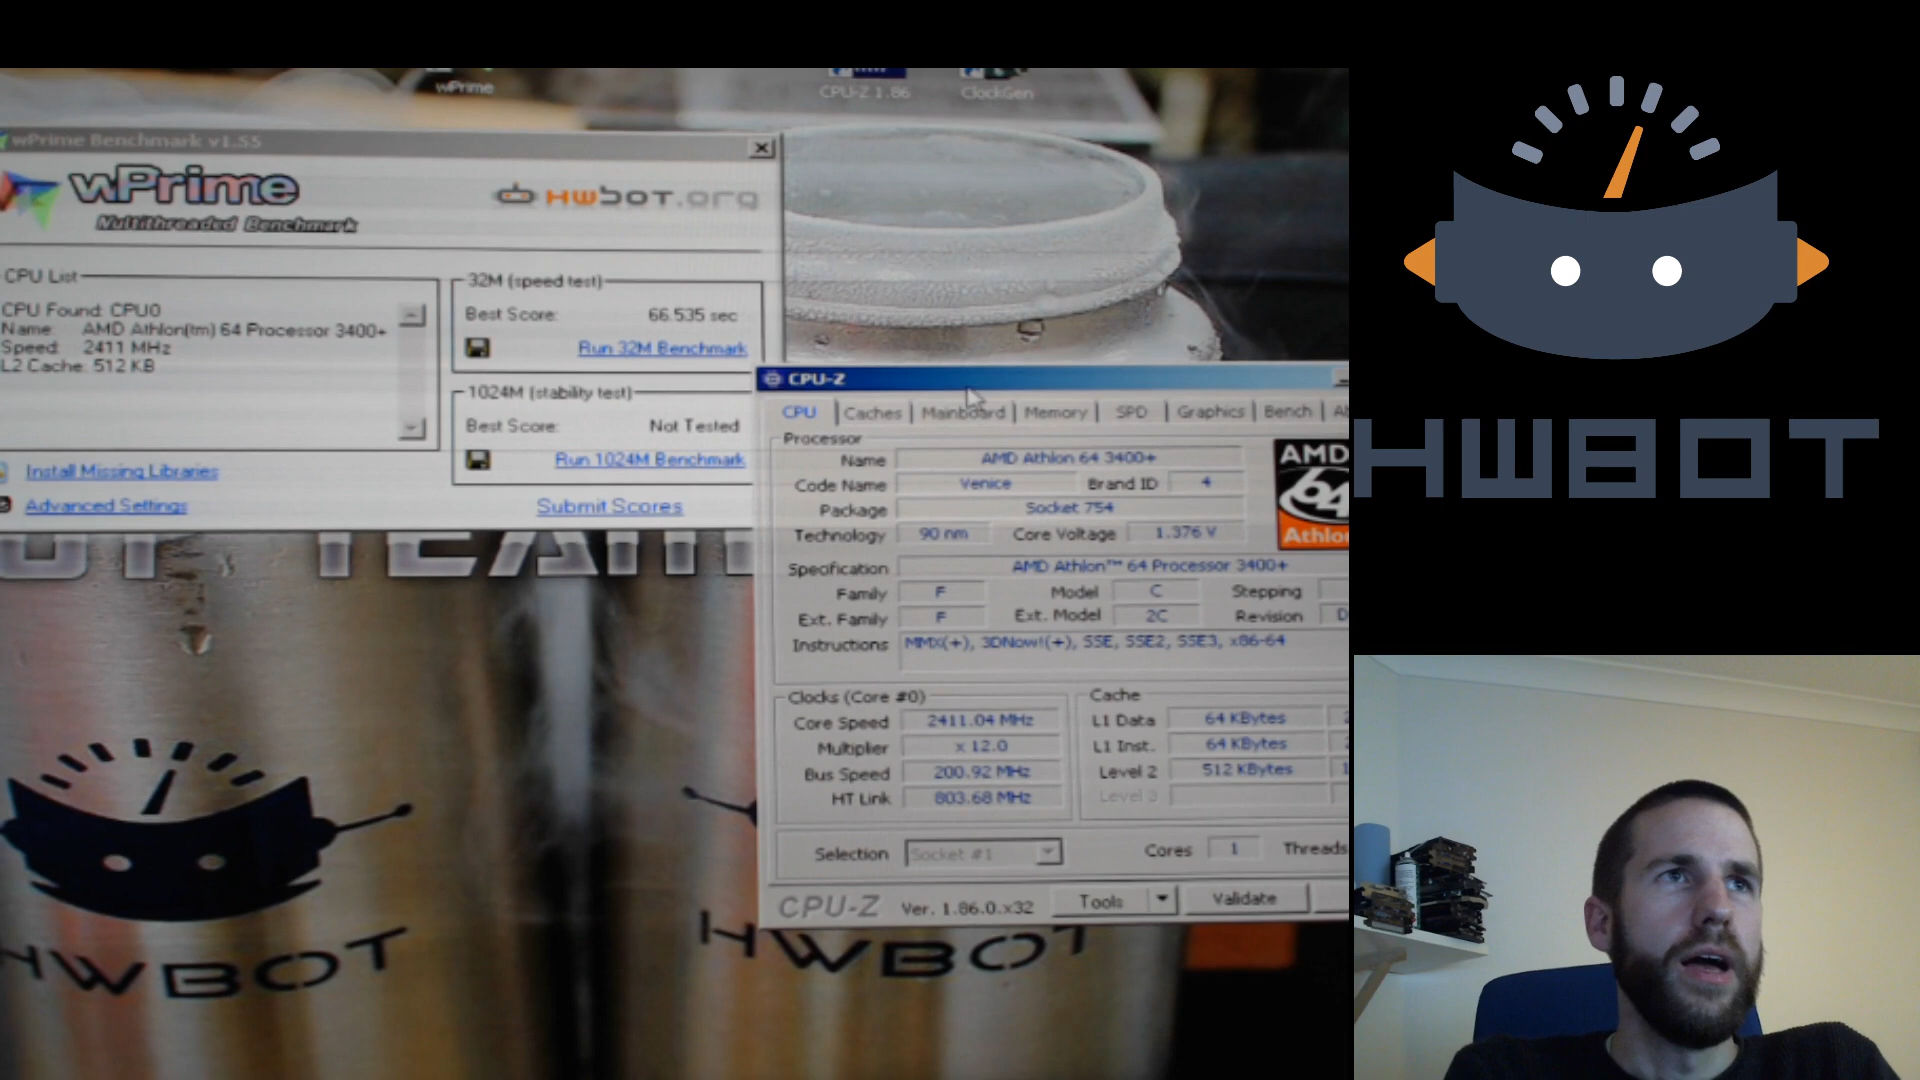 wPrime
CPU-Z 1.86
ClockGen
wPrime Benchmark v1.55
wPrime
HWBOT.org
Multithreaded Benchmark
CPU List
CPU Found: CPU0
Name: AMD Athlon(tm) 64 Processor 3400+
Speed: 2411 MHz
L2 Cache: 512 KB
32M (speed test)
Best Score: 66.535 sec
Run 32M Benchmark
1024M (stability test)
Best Score: Not Tested
Run 1024M Benchmark
Install Missing Libraries
Advanced Settings
Submit Scores
CPU-Z
CPU Caches Mainboard Memory SPD Graphics Bench
Processor
Name AMD Athlon 64 3400+
Code Name Venice Brand ID 4
Package Socket 754
Technology 90 nm Core Voltage 1.376 V
AMD
64
Specification AMD Athlon™ 64 Processor 3400+
Family F Model C Stepping
Ext. Family F Ext. Model 2C Revision
Instructions MMX(+), 3DNow!(+), SSE, SSE2, SSE3, x86-64
Clocks (Core #0)
Core Speed 2411.04 MHz
Multiplier x 12.0
Bus Speed 200.92 MHz
HT Link 803.68 MHz
Cache
L1 Data 64 KBytes
L1 Inst. 64 KBytes
Level 2 512 KBytes
Level 3
Selection Socket #1 Cores 1 Threads
CPU-Z Ver. 1.86.0.x32 Tools Validate
HWBOT
HWBOT
HWBOT